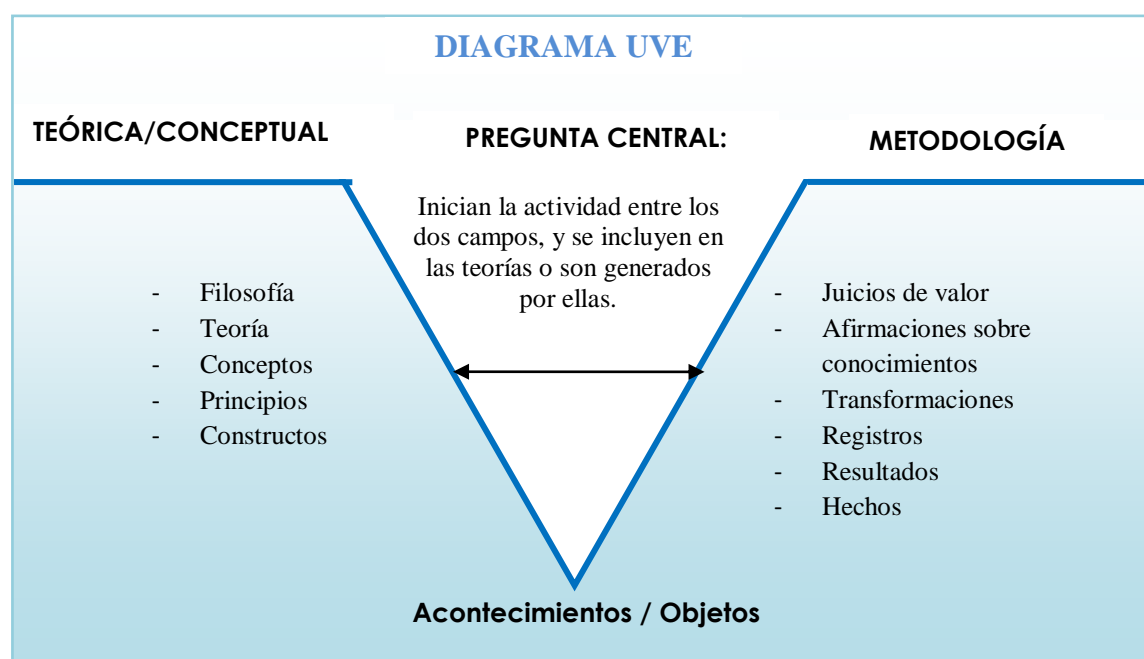 DIAGRAMA UVE
TEÓRICA/CONCEPTUAL
- Filosofía
- Teoría
- Conceptos
- Principios
- Constructos
PREGUNTA CENTRAL:
Inician la actividad entre los
dos campos, y se incluyen en
las teorías o son generados
por ellas.
METODOLOGÍA
- Juicios de valor
- Afirmaciones sobre
conocimientos
- Transformaciones
- Registros
- Resultados
- Hechos
Acontecimientos / Objetos